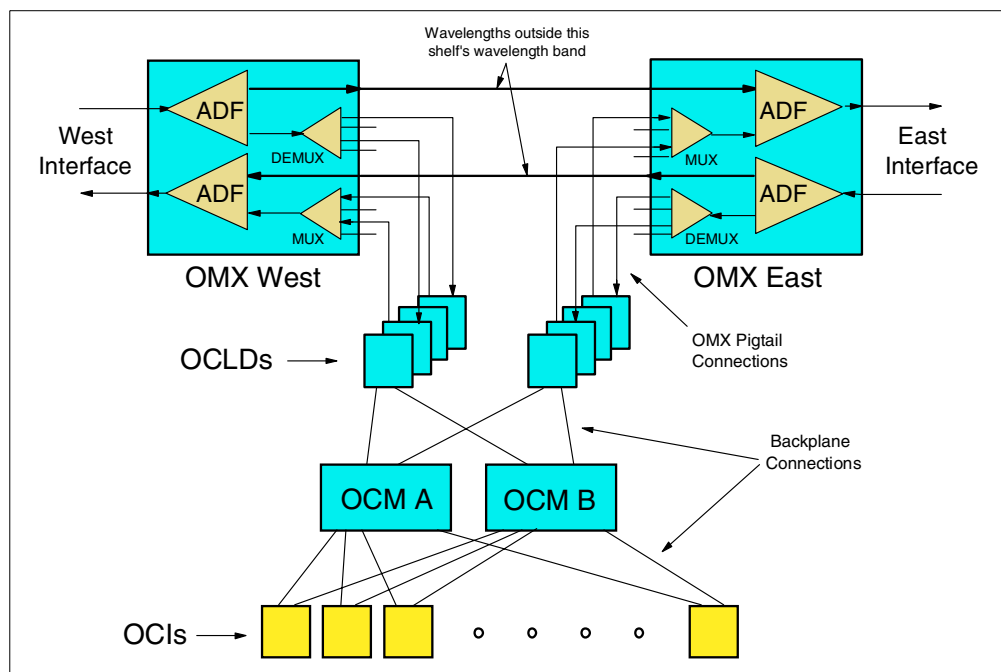 Wavelengths outside this
shelf's wavelength band
ADF
ADF
West
Interface
DEMUX
MUX
East
Interface
ADF
ADF
MUX
DEMUX
OMX West
OMX East
OCLDs
OMX Pigtail
Connections
Backplane
Connections
OCM A
OCM B
OCIs